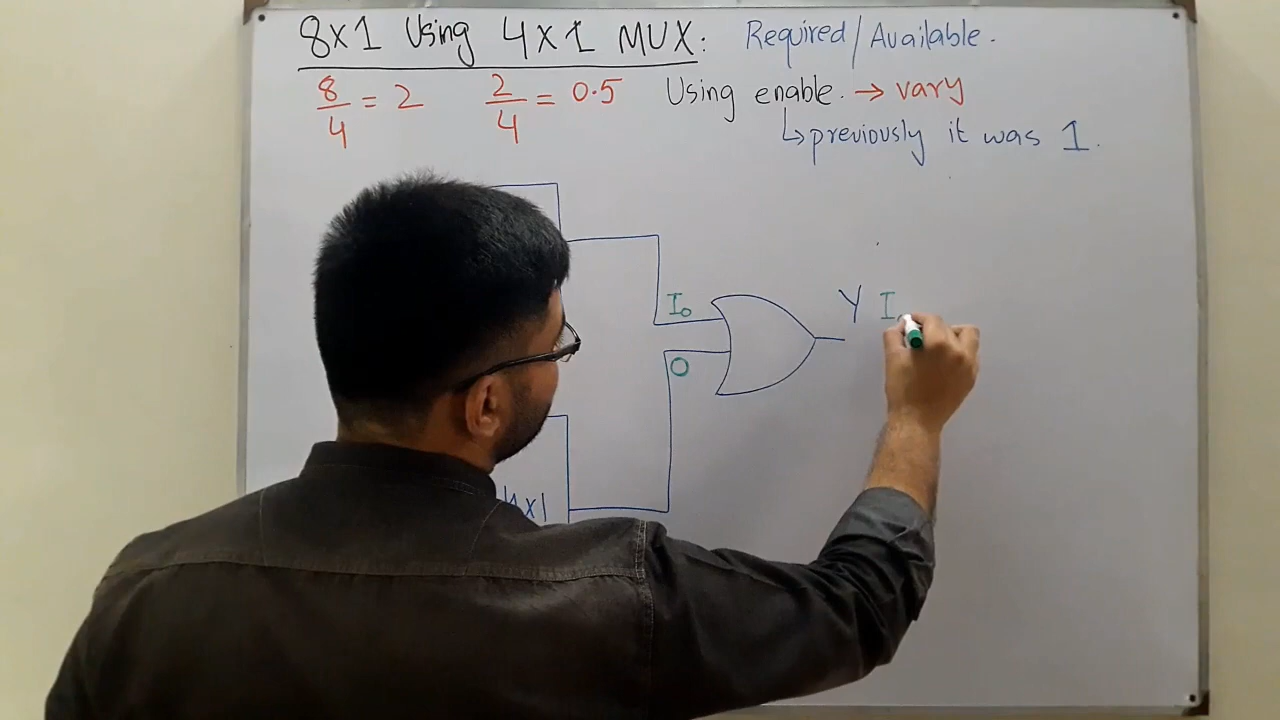 8x1 Using 4x1 MUX: Required/Available.
8/4 = 2 2/4 = 0.5 Using enable. → vary
↳ previously it was 1.
I₀ Y I
0
4x1